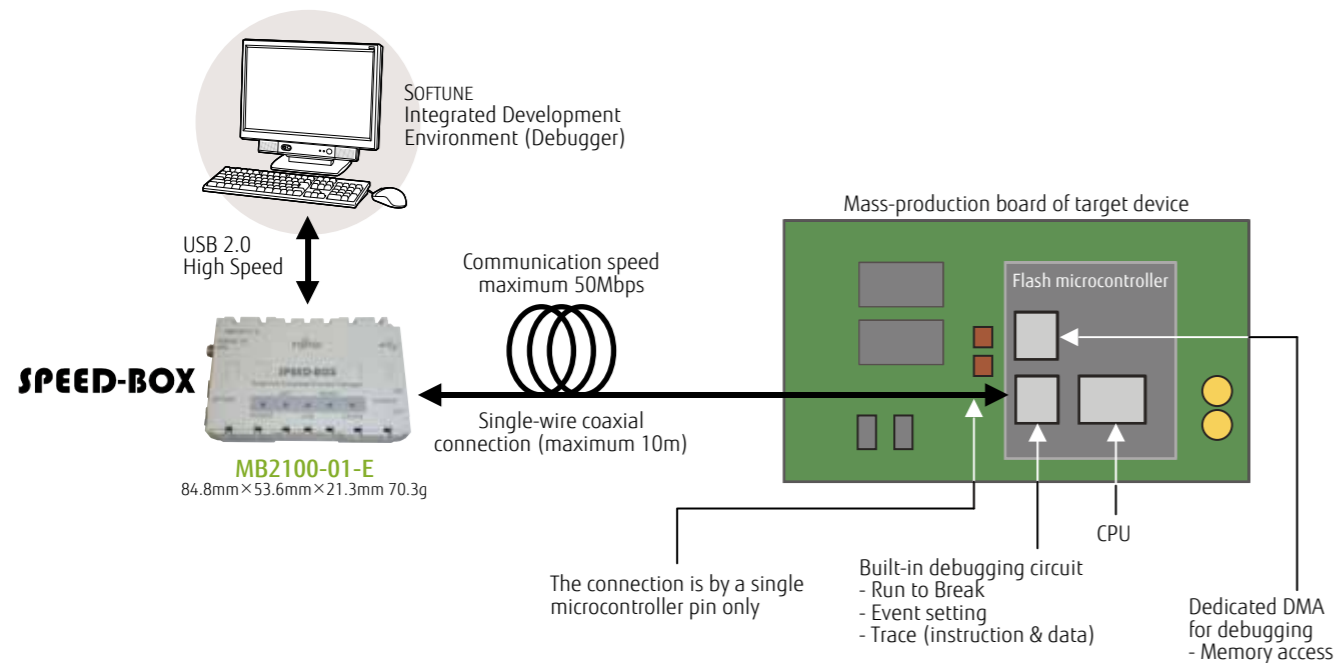 SOFTUNE
Integrated Development
Environment (Debugger)
USB 2.0
High Speed
Communication speed
maximum 50Mbps
Mass-production board of target device
Flash microcontroller
SPEED-BOX
SPEED-BOX
Single-wire coaxial
connection (maximum 10m)
MB2100-01-E
84.8mm×53.6mm×21.3mm 70.3g
CPU
The connection is by a single
microcontroller pin only
Built-in debugging circuit
- Run to Break
- Event setting
- Trace (instruction & data)
Dedicated DMA
for debugging
- Memory access